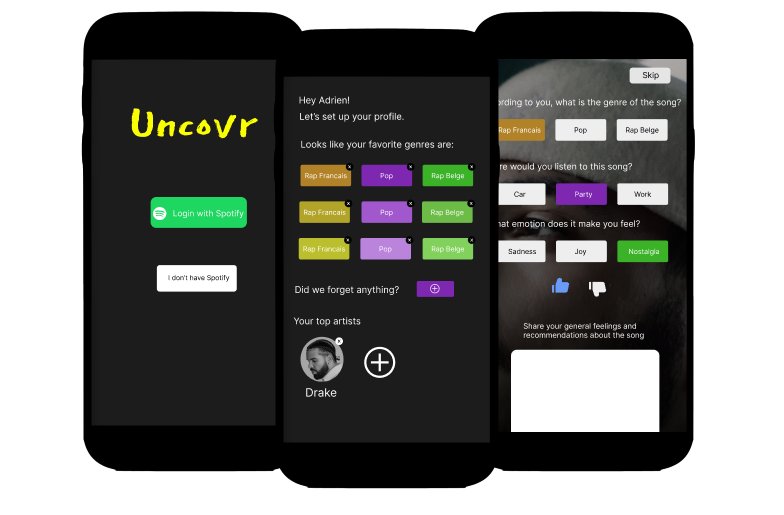 Uncovr
Login with Spotify
I don't have Spotify
Hey Adrien!
Let's set up your profile.
Looks like your favorite genres are:
Rap Francais x Pop x Rap Belge x
Rap Francais x Pop x Rap Belge x
Rap Francais x Pop x Rap Belge x
Did we forget anything?
Your top artists
x
Drake
Skip
ording to you, what is the genre of the song?
Rap Francais Pop Rap Belge
re would you listen to this song?
Car Party Work
hat emotion does it make you feel?
Sadness Joy Nostalgia
Share your general feelings and
recommendations about the song